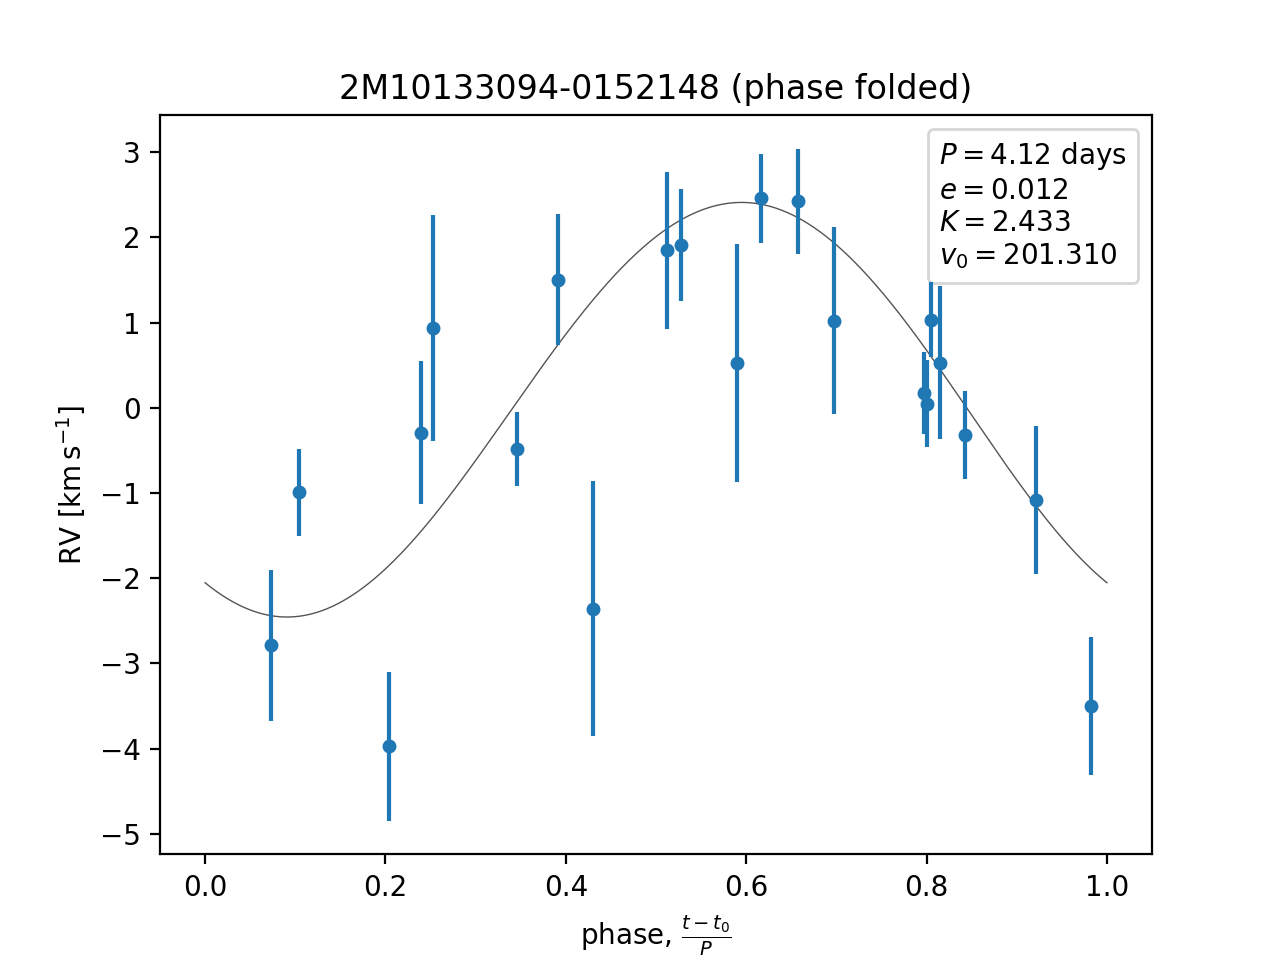 2M10133094-0152148 (phase folded)
P = 4.12 days
e = 0.012
K = 2.433
v₀ = 201.310
RV [km s⁻¹]
3
2
1
0
−1
−2
−3
−4
−5
0.0 0.2 0.4 0.6 0.8 1.0
phase, (t − t₀)/P